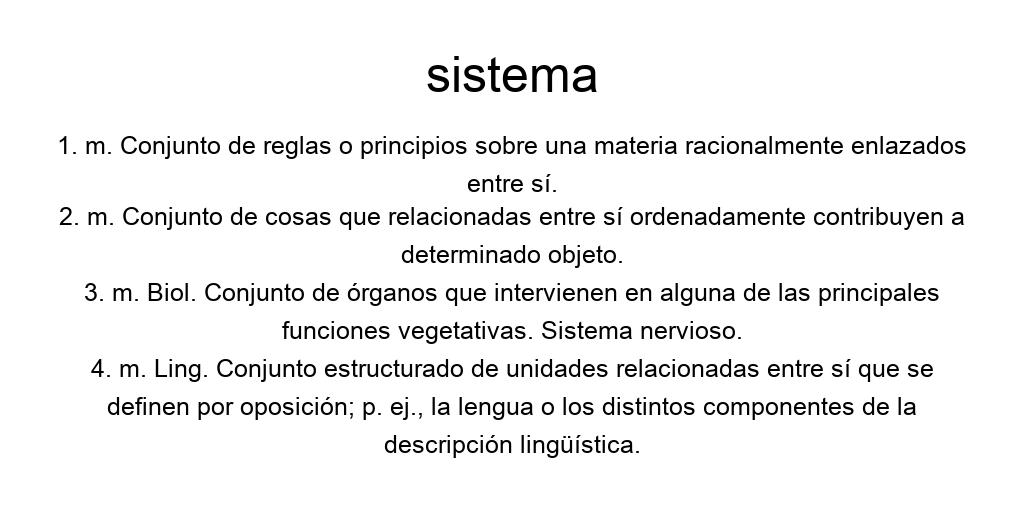 sistema
1. m. Conjunto de reglas o principios sobre una materia racionalmente enlazados
entre sí.
2. m. Conjunto de cosas que relacionadas entre sí ordenadamente contribuyen a
determinado objeto.
3. m. Biol. Conjunto de órganos que intervienen en alguna de las principales
funciones vegetativas. Sistema nervioso.
4. m. Ling. Conjunto estructurado de unidades relacionadas entre sí que se
definen por oposición; p. ej., la lengua o los distintos componentes de la
descripción lingüística.